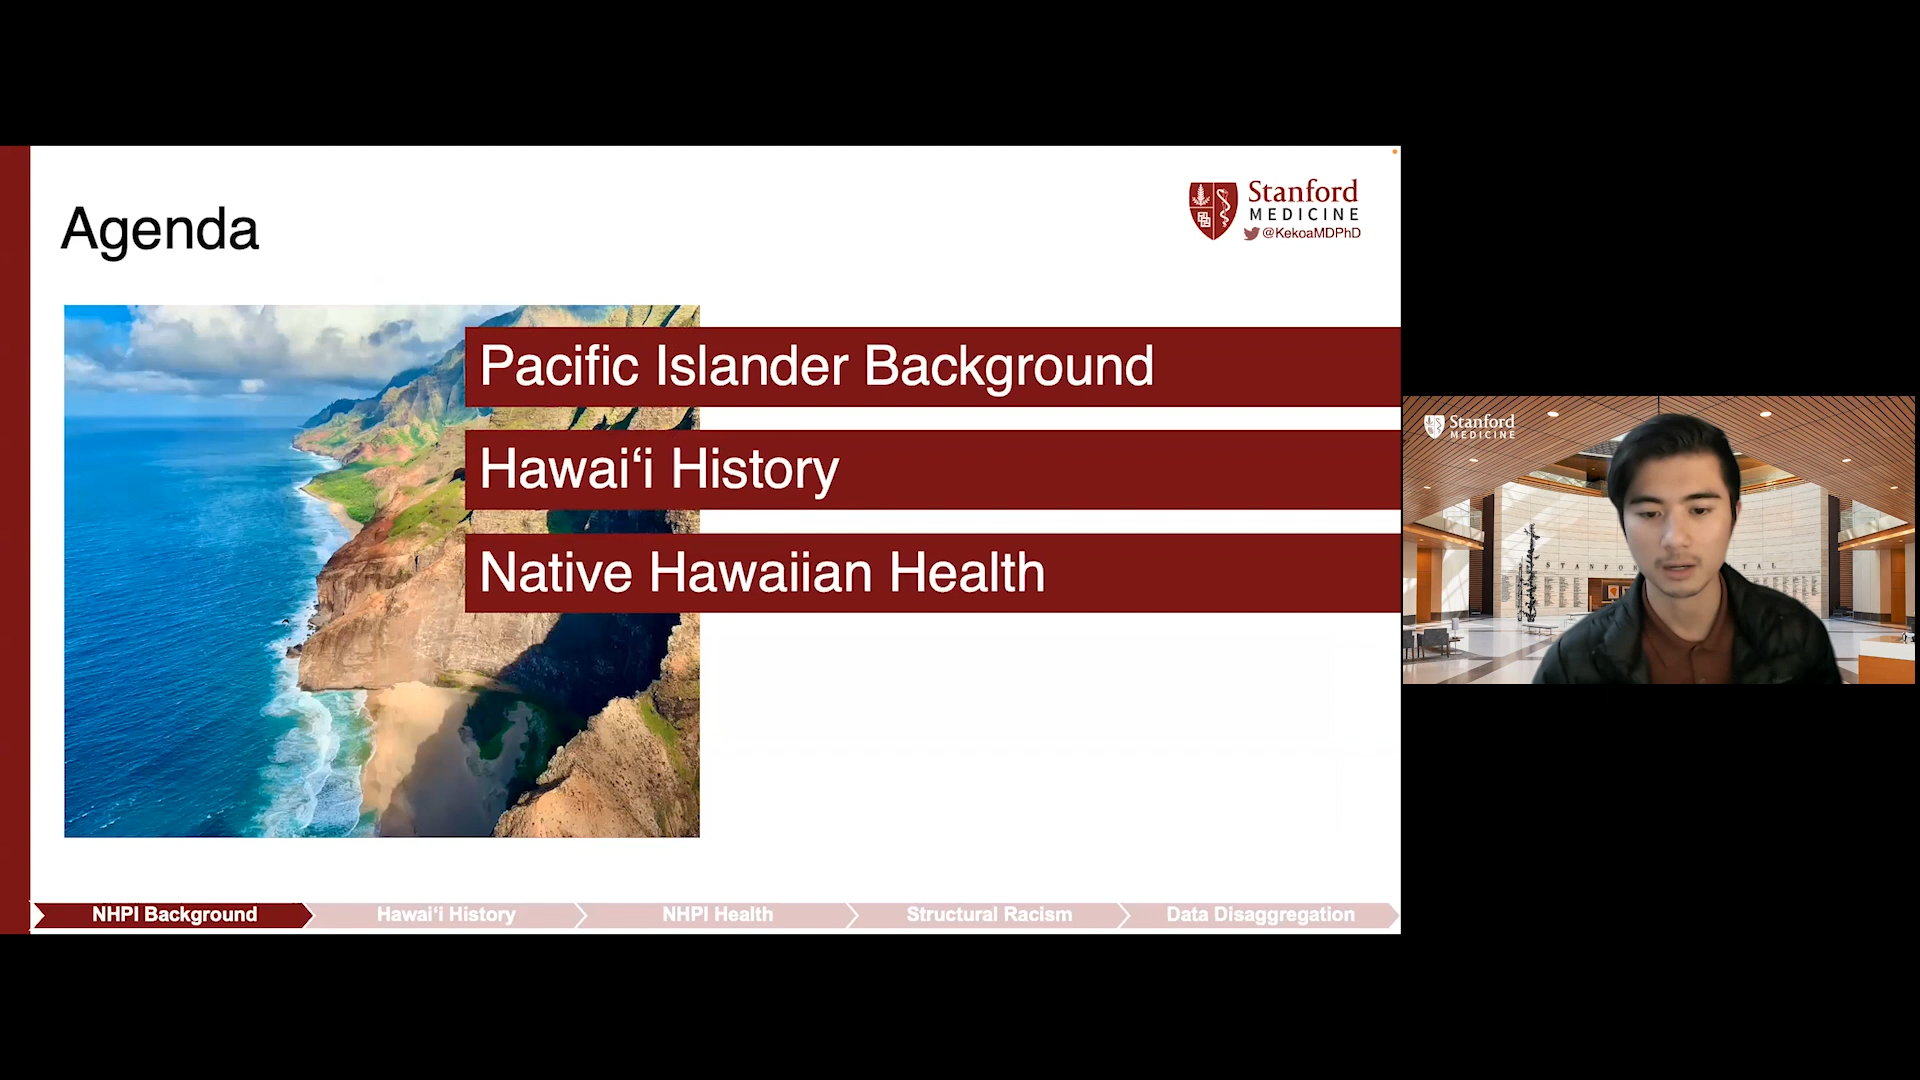 Agenda
Stanford
MEDICINE
@KekoaMDPhD
Pacific Islander Background
Hawaiʻi History
Native Hawaiian Health
NHPI Background
Hawaiʻi History
NHPI Health
Structural Racism
Data Disaggregation
Stanford
MEDICINE